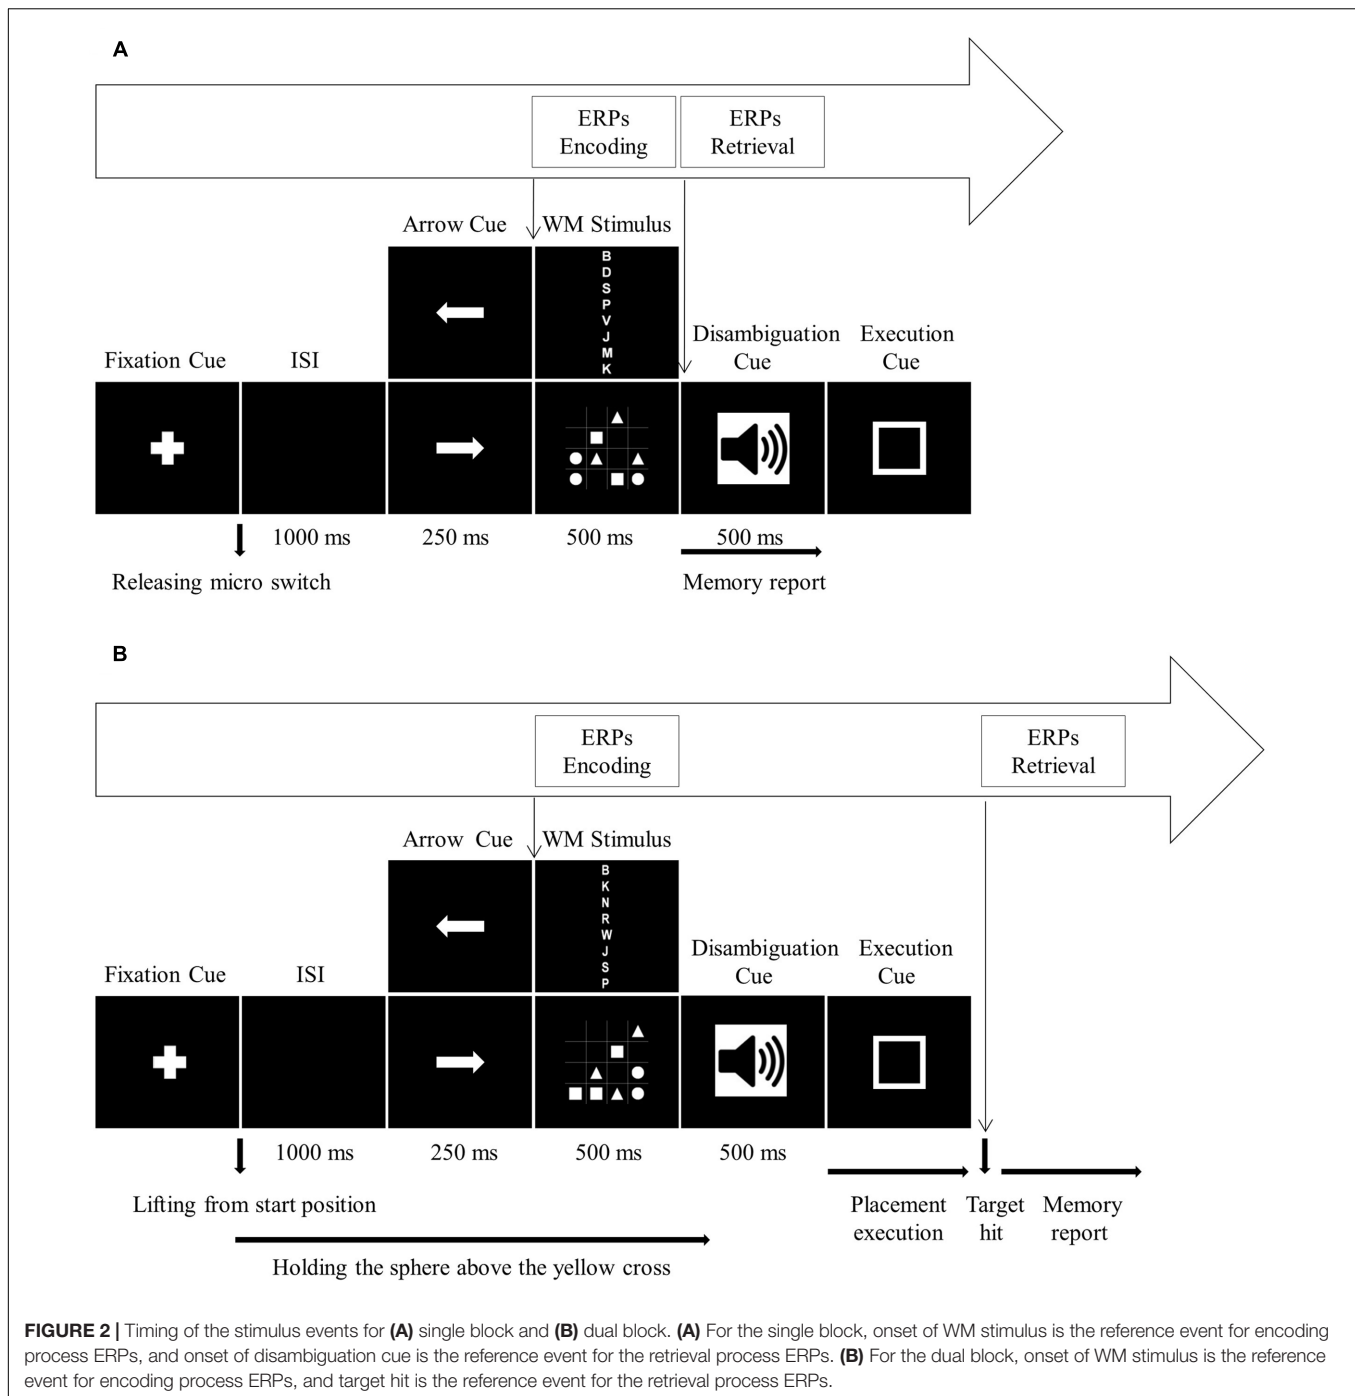 A
ERPs
Encoding
ERPs
Retrieval
Arrow Cue
WM Stimulus
B
D
S
P
V
J
M
K
Disambiguation
Cue
Execution
Cue
Fixation Cue
ISI
1000 ms
250 ms
500 ms
500 ms
Releasing micro switch
Memory report
B
ERPs
Encoding
ERPs
Retrieval
Arrow Cue
WM Stimulus
B
K
N
R
W
J
S
P
Disambiguation
Cue
Execution
Cue
Fixation Cue
ISI
1000 ms
250 ms
500 ms
500 ms
Lifting from start position
Placement
execution
Target
hit
Memory
report
Holding the sphere above the yellow cross
FIGURE 2 | Timing of the stimulus events for (A) single block and (B) dual block. (A) For the single block, onset of WM stimulus is the reference event for encoding
process ERPs, and onset of disambiguation cue is the reference event for the retrieval process ERPs. (B) For the dual block, onset of WM stimulus is the reference
event for encoding process ERPs, and target hit is the reference event for the retrieval process ERPs.